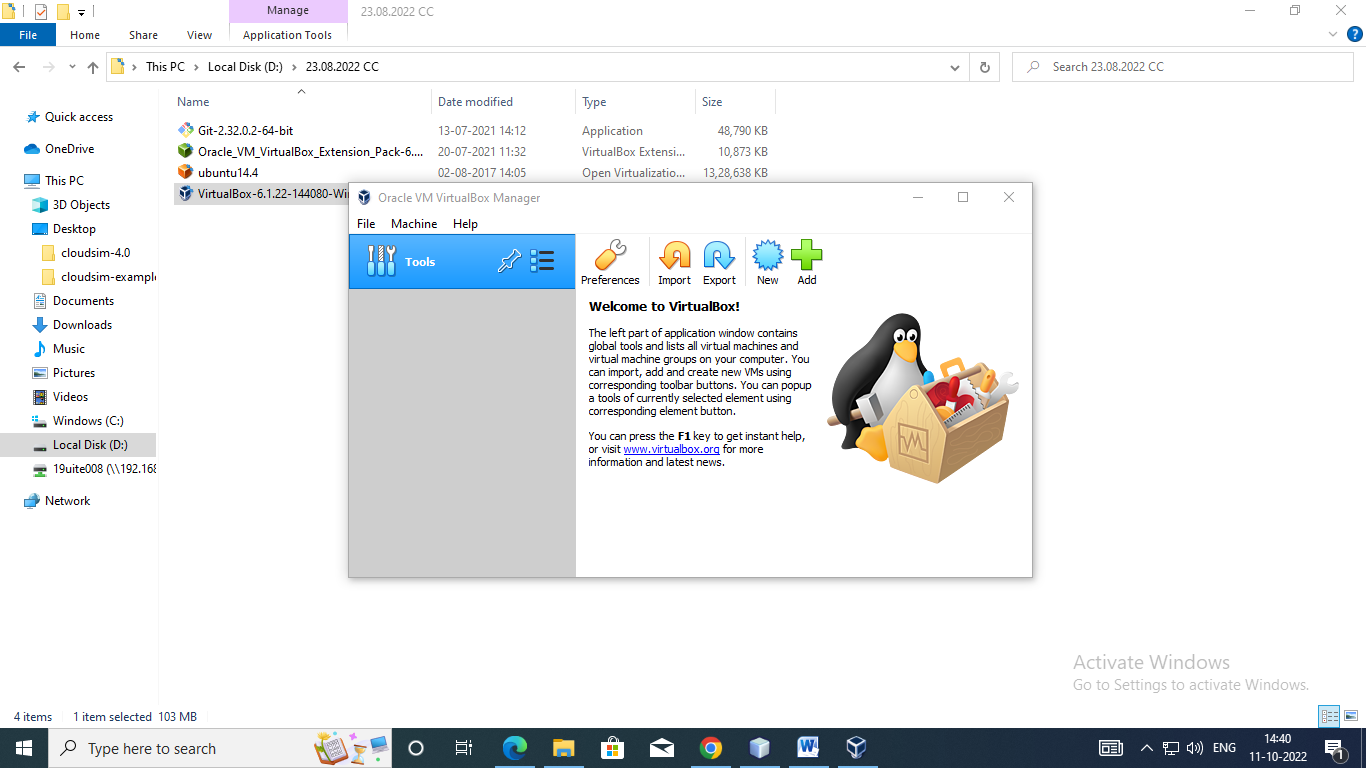 Manage
23.08.2022 CC
File
Home
Share
View
Application Tools
This PC
Local Disk (D:)
23.08.2022 CC
Search 23.08.2022 CC
Name
Date modified
Type
Size
Quick access
OneDrive
This PC
3D Objects
Desktop
cloudsim-4.0
cloudsim-example
Documents
Downloads
Music
Pictures
Videos
Windows (C:)
Local Disk (D:)
19uite008 (\\192.168
Network
Git-2.32.0.2-64-bit 13-07-2021 14:12 Application 48,790 KB
Oracle_VM_VirtualBox_Extension_Pack-6.... 20-07-2021 11:32 VirtualBox Extensi... 10,873 KB
ubuntu14.4 02-08-2017 14:05 Open Virtualizatio... 13,28,638 KB
VirtualBox-6.1.22-144080-Wi
Oracle VM VirtualBox Manager
File Machine Help
Tools
Preferences
Import
Export
New
Add
Welcome to VirtualBox!
The left part of application window contains
global tools and lists all virtual machines and
virtual machine groups on your computer. You
can import, add and create new VMs using
corresponding toolbar buttons. You can popup
a tools of currently selected element using
corresponding element button.
You can press the F1 key to get instant help,
or visit www.virtualbox.org for more
information and latest news.
Activate Windows
Go to Settings to activate Windows.
4 items 1 item selected 103 MB
Type here to search
ENG
14:40
11-10-2022
1